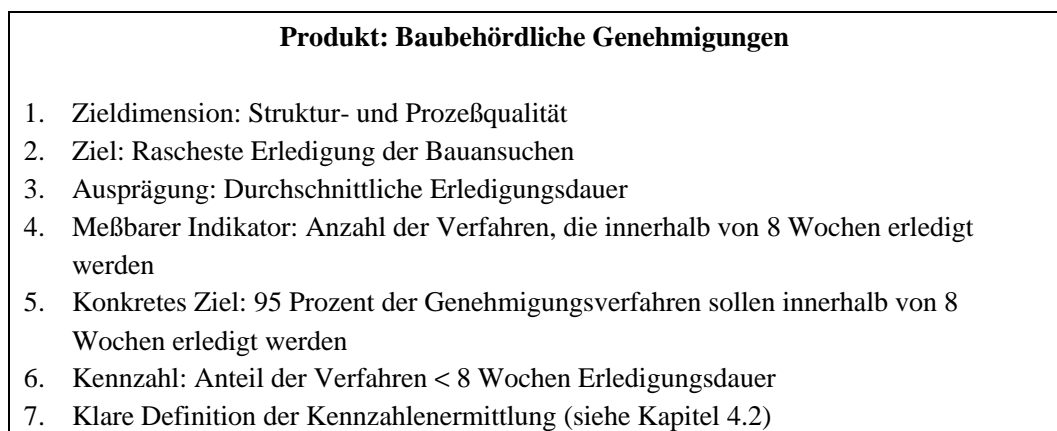 Produkt: Baubehördliche Genehmigungen
1. Zieldimension: Struktur- und Prozeßqualität
2. Ziel: Rascheste Erledigung der Bauansuchen
3. Ausprägung: Durchschnittliche Erledigungsdauer
4. Meßbarer Indikator: Anzahl der Verfahren, die innerhalb von 8 Wochen erledigt
werden
5. Konkretes Ziel: 95 Prozent der Genehmigungsverfahren sollen innerhalb von 8
Wochen erledigt werden
6. Kennzahl: Anteil der Verfahren < 8 Wochen Erledigungsdauer
7. Klare Definition der Kennzahlenermittlung (siehe Kapitel 4.2)